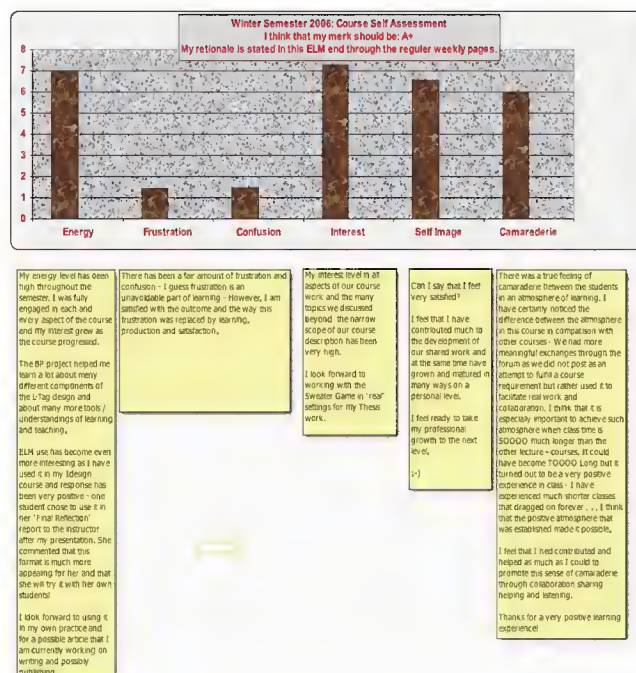 Winter Semester 2006: Course Self Assessment
I think that my merk should be: A+
My retionale is stated in this ELM end through the reguler weekly pages.
8
7
6
5
4
3
2
1
0
Energy
Frustration
Confusion
Interest
Self Image
Camarederie
My energy level has been
high throughout the
semester. I was fully
engaged in each and
every aspect of the course
and my interest grew as
the course progressed.
The BP project helped me
learn a lot about many
different components of
the L-Tag design and
about many more tools /
understandings of learning
and teaching.
ELM use has become even
more interesting as I have
used it in my Idesign
course and response has
been very positive - one
student chose to use it in
her 'Final Reflection'
report to the instructor
after my presentation. She
commented that this
format is much more
appealing for her and that
she will try it with her own
students!
I look forward to using it
in my own practice and
for a possible article that I
am currently working on
writing and possibly
publishing.
There has been a fair amount of frustration and
confusion - I guess frustration is an
unavoidable part of learning - However, I am
satisfied with the outcome and the way this
frustration was replaced by learning,
production and satisfaction.
My interest level in all
aspects of our course
work and the many
topics we discussed
beyond the narrow
scope of our course
description has been
very high.
I look forward to
working with the
Sweater Game in 'real'
settings for my Thesis
work.
Can I say that I feel
very satisfied?
I feel that I have
contributed much to
the development of
our shared work and
at the same time have
grown and matured in
many ways on a
personal level.
I feel ready to take
my professional
growth to the next
level.
:-)
There was a true feeling of
camaraderie between the students
in an atmosphere of learning. I
have certainly noticed the
difference between the atmosphere
in this course in comparison with
other courses - We had more
meaningful exchanges through the
forum as we did not post as an
attempt to fulfill a course
requirement but rather used it to
facilitate real work and
collaboration. I think that it is
especially important to achieve such
atmosphere when class time is
SOOOO much longer than the
other lecture - courses. It could
have become TOOOO Long but it
turned out to be a very positive
experience in class - I have
experienced much shorter classes
that dragged on forever . . . I think
that the positive atmosphere that
was established made it possible.
I feel that I had contributed and
helped as much as I could to
promote this sense of camaraderie
through collaboration sharing
helping and listening.
Thanks for a very positive learning
experience!